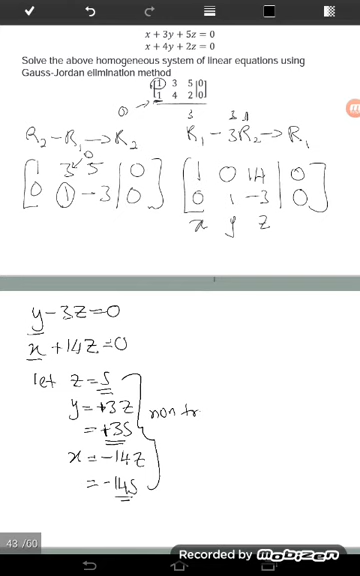 x + 3y + 5z = 0
x + 4y + 2z = 0
Solve the above homogeneous system of linear equations using
Gauss-Jordan elimination method
[1 3 5 | 0]
[1 4 2 | 0]
R2 - R1 → R2
R1 - 3R2 → R1
[1 3 5 | 0]
[0 1 -3 | 0]
[1 0 14 | 0]
[0 1 -3 | 0]
x y z
y - 3z = 0
x + 14z = 0
let z = s
y = +3z
= +3s
non tr
x = -14z
= -14s
43 /60
Recorded by mobizen